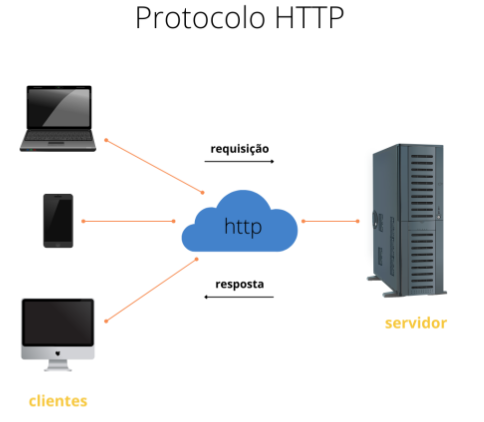 Protocolo HTTP
requisição
http
resposta
servidor
clientes